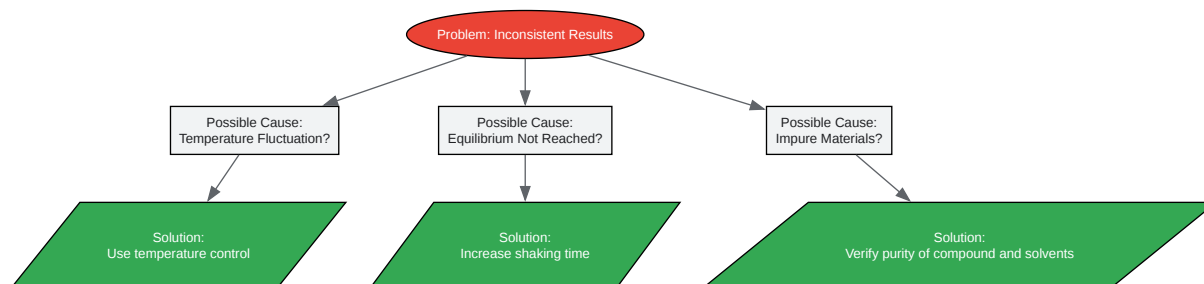 Problem: Inconsistent Results
Possible Cause:
Temperature Fluctuation?
Possible Cause:
Equilibrium Not Reached?
Possible Cause:
Impure Materials?
Solution:
Use temperature control
Solution:
Increase shaking time
Solution:
Verify purity of compound and solvents